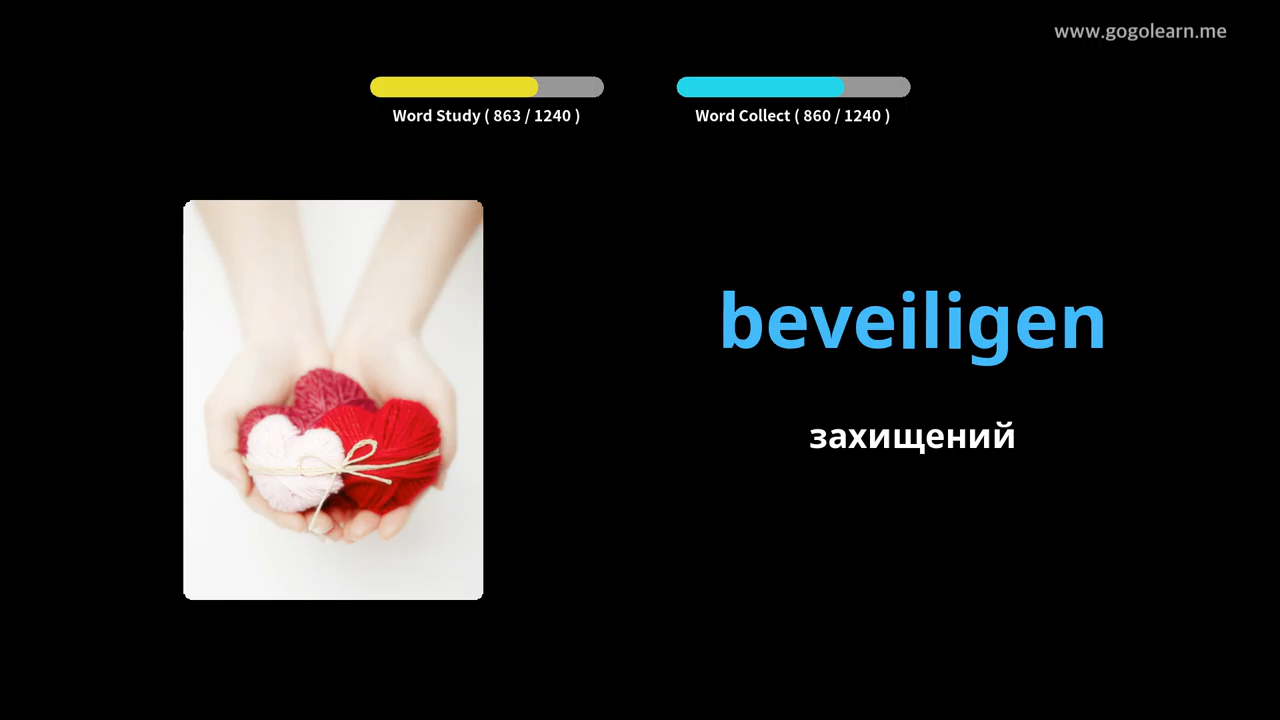 www.gogolearn.me
Word Study ( 863 / 1240 )
Word Collect ( 860 / 1240 )
beveiligen
захищений